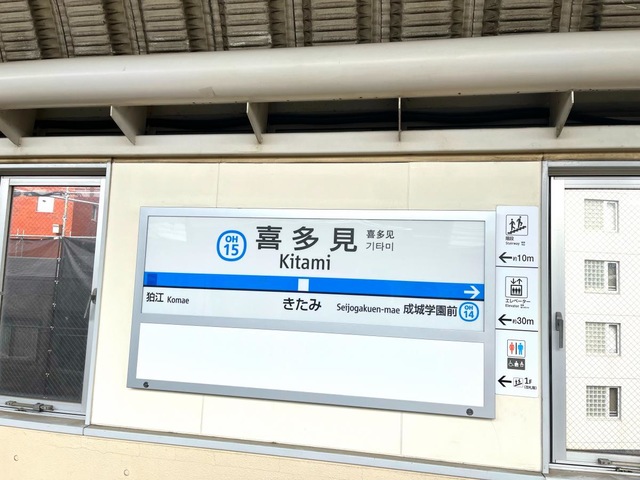 OH
15
喜多見
喜多见
기타미
Kitami
狛江 Komae
きたみ
Seijogakuen-mae 成城学園前
OH
14
階段
Stairway
←約10m
エレベーター
Elevator
←約30m
←
1F